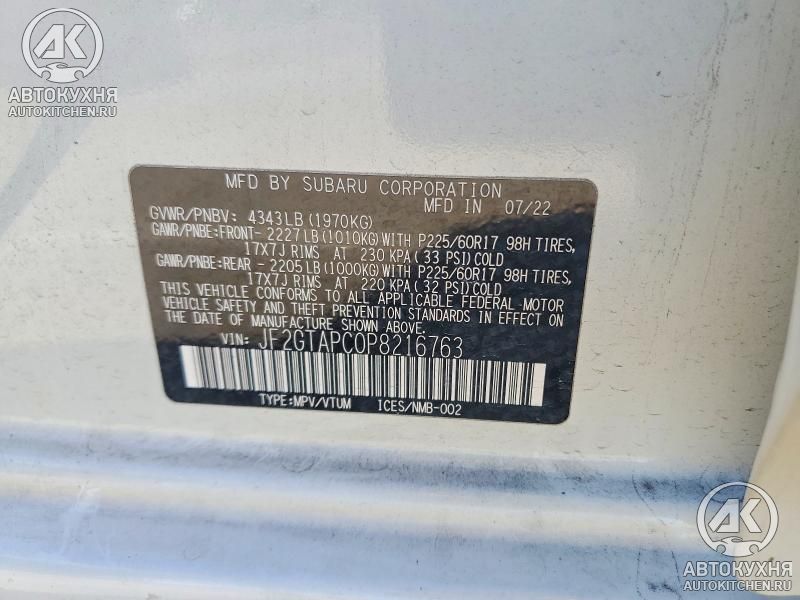 AK
АВТОКУХНЯ
AUTOKITCHEN.RU
MFD BY SUBARU CORPORATION
MFD IN 07/22
GVWR/PNBV: 4343LB (1970KG)
GAWR/PNBE:FRONT- 2227LB (1010KG) WITH P225/60R17 98H TIRES,
17X7J RIMS AT 230 KPA (33 PSI) COLD
GAWR/PNBE:REAR - 2205LB (1000KG) WITH P225/60R17 98H TIRES,
17X7J RIMS AT 220 KPA (32 PSI) COLD
THIS VEHICLE CONFORMS TO ALL APPLICABLE FEDERAL MOTOR
VEHICLE SAFETY AND THEFT PREVENTION STANDARDS IN EFFECT ON
THE DATE OF MANUFACTURE SHOWN ABOVE.
VIN: JF2GTAPC0P8216763
TYPE:MPV/VTUM ICES/NMB-002
AK
АВТОКУХНЯ
AUTOKITCHEN.RU